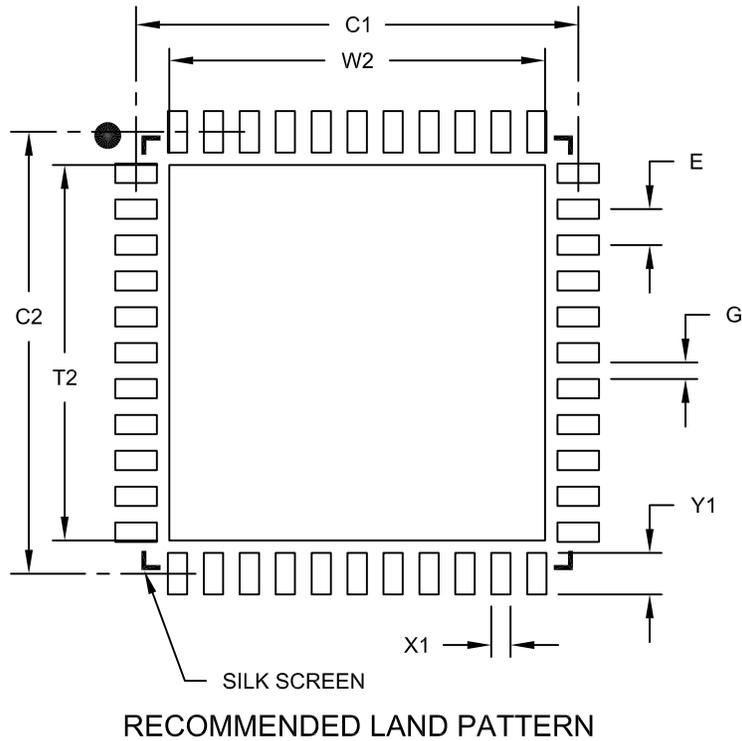 C1
W2
E
C2
G
T2
Y1
X1
SILK SCREEN
RECOMMENDED LAND PATTERN